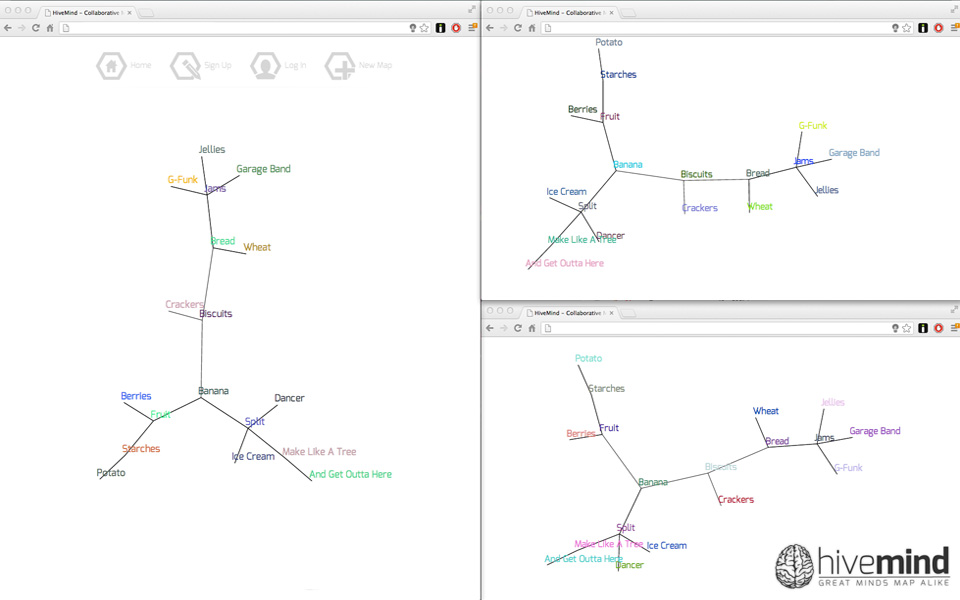 HiveMind - Collaborative
Home
Sign Up
Log In
New Map
Jellies
Garage Band
G-Funk
Jams
Bread
Wheat
Crackers
Biscuits
Banana
Berries
Dancer
Fruit
Split
Starches
Ice Cream
Make Like A Tree
Potato
And Get Outta Here
HiveMind - Collaborative
Potato
Starches
Berries
Fruit
G-Funk
Garage Band
Banana
Jams
Biscuits
Bread
Ice Cream
Jellies
Split
Crackers
Wheat
Dancer
Make Like A Tree
And Get Outta Here
HiveMind - Collaborative
Potato
Starches
Jellies
Wheat
Berries
Fruit
Garage Band
Bread
Jams
Biscuits
G-Funk
Banana
Crackers
Split
Make Like A Tree
Ice Cream
And Get Outta Here
Dancer
hivemind
GREAT MINDS MAP ALIKE